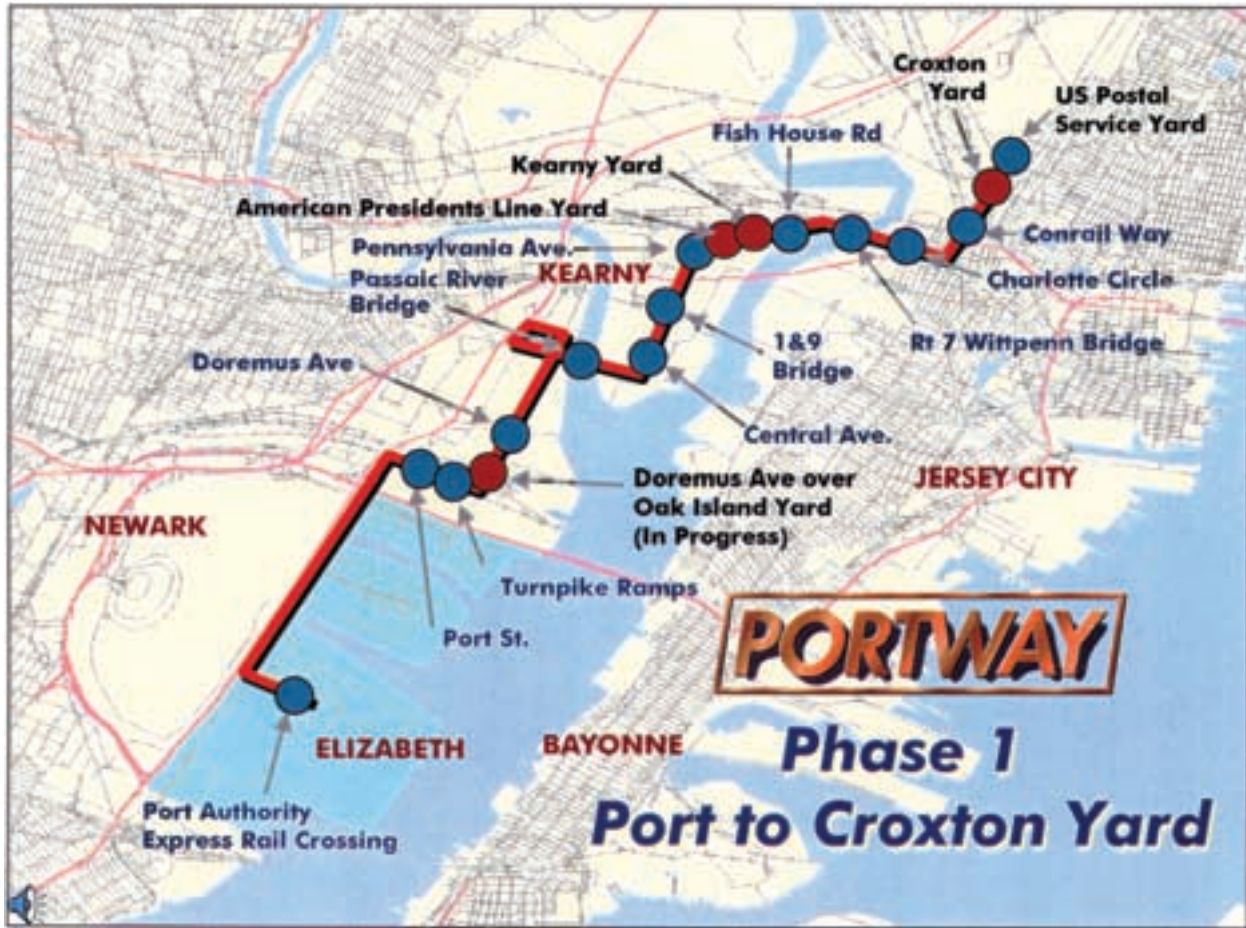 Croxton
Yard
US Postal
Service Yard
Fish House Rd
Kearny Yard
American Presidents Line Yard
Pennsylvania Ave.
Conrail Way
KEARNY
Passaic River
Bridge
Charlotte Circle
1&9
Bridge
Rt 7 Wittpenn Bridge
Doremus Ave
Central Ave.
JERSEY CITY
Doremus Ave over
Oak Island Yard
(In Progress)
NEWARK
Turnpike Ramps
Port St.
PORTWAY
ELIZABETH
BAYONNE
Phase 1
Port to Croxton Yard
Port Authority
Express Rail Crossing